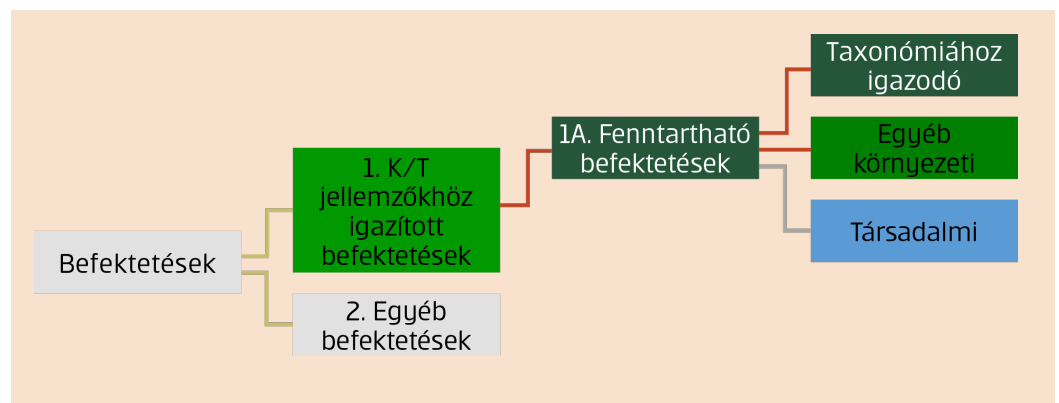 Befektetések
1. K/T
jellemzőkhöz
igazított
befektetések
2. Egyéb
befektetések
1A. Fenntartható
befektetések
Taxonómiához
igazodó
Egyéb
környezeti
Társadalmi